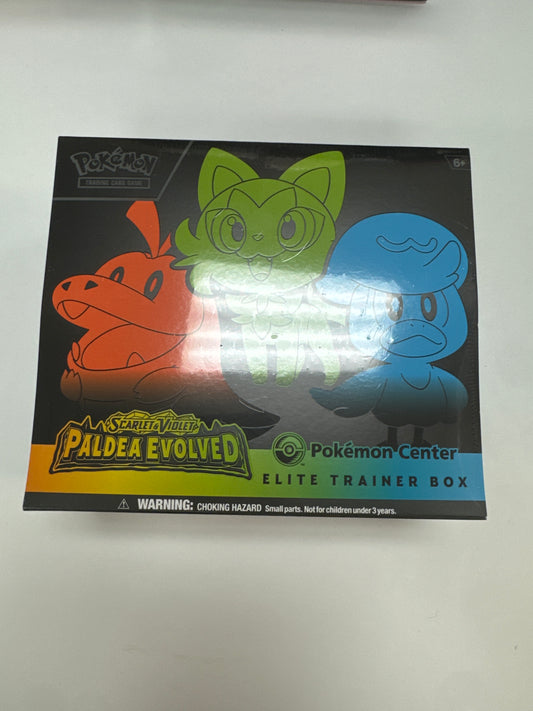 POKéMON
TRADING CARD GAME
6+
SCARLET & VIOLET
PALDEA EVOLVED
Pokémon Center
ELITE TRAINER BOX
⚠ WARNING: CHOKING HAZARD Small parts. Not for children under 3 years.